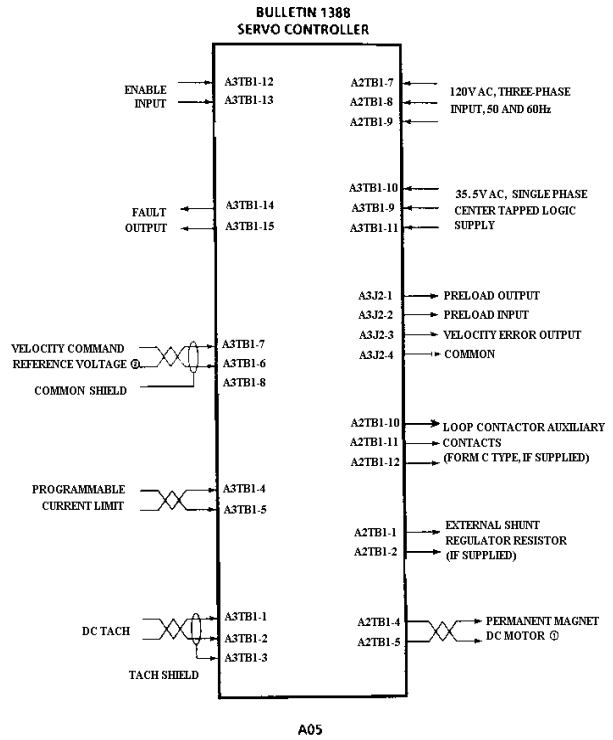 BULLETIN 1388
SERVO CONTROLLER
ENABLE
INPUT
A3TB1-12
A3TB1-13
FAULT
OUTPUT
A3TB1-14
A3TB1-15
VELOCITY COMMAND
REFERENCE VOLTAGE ②
COMMON SHIELD
A3TB1-7
A3TB1-6
A3TB1-8
PROGRAMMABLE
CURRENT LIMIT
A3TB1-4
A3TB1-5
DC TACH
TACH SHIELD
A3TB1-1
A3TB1-2
A3TB1-3
A2TB1-7
A2TB1-8
A2TB1-9
120V AC, THREE-PHASE
INPUT, 50 AND 60Hz
A3TB1-10
A3TB1-9
A3TB1-11
35.5V AC, SINGLE PHASE
CENTER TAPPED LOGIC
SUPPLY
A3J2-1 PRELOAD OUTPUT
A3J2-2 PRELOAD INPUT
A3J2-3 VELOCITY ERROR OUTPUT
A3J2-4 COMMON
A2TB1-10
A2TB1-11
A2TB1-12
LOOP CONTACTOR AUXILIARY
CONTACTS
(FORM C TYPE, IF SUPPLIED)
A2TB1-1
A2TB1-2
EXTERNAL SHUNT
REGULATOR RESISTOR
(IF SUPPLIED)
A2TB1-4
A2TB1-5
PERMANENT MAGNET
DC MOTOR ①
A05